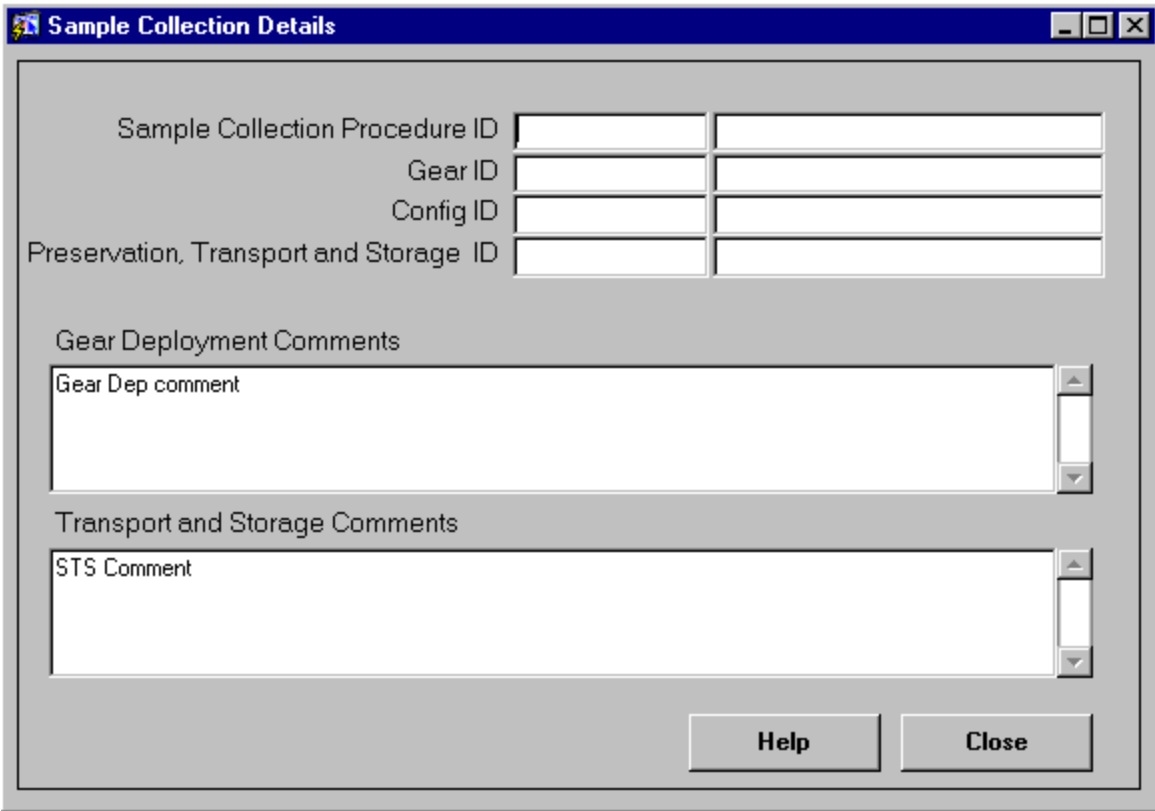 Sample Collection Details
Sample Collection Procedure ID
Gear ID
Config ID
Preservation, Transport and Storage ID
Gear Deployment Comments
Gear Dep comment
Transport and Storage Comments
STS Comment
Help Close